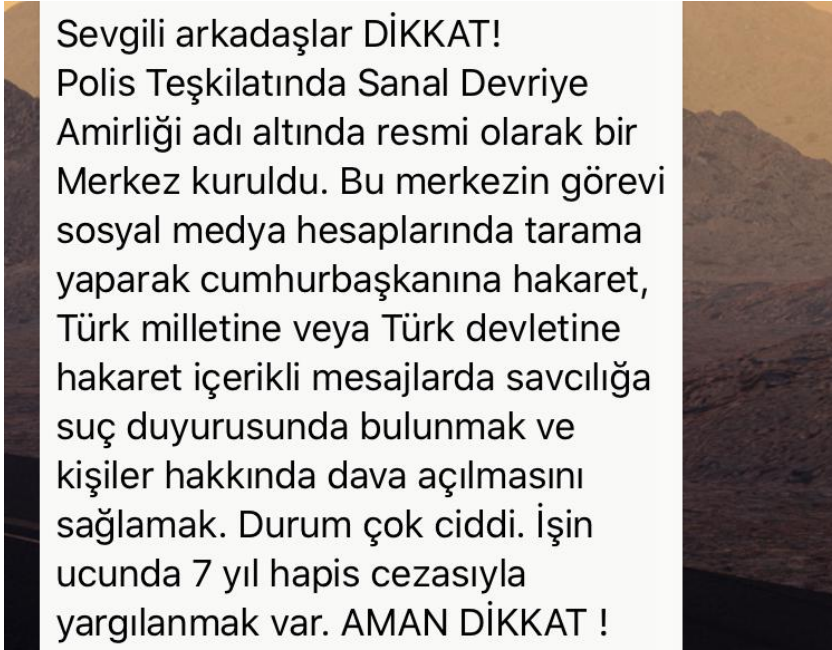 Sevgili arkadaşlar DİKKAT!
Polis Teşkilatında Sanal Devriye
Amirliği adı altında resmi olarak bir
Merkez kuruldu. Bu merkezin görevi
sosyal medya hesaplarında tarama
yaparak cumhurbaşkanına hakaret,
Türk milletine veya Türk devletine
hakaret içerikli mesajlarda savcılığa
suç duyurusunda bulunmak ve
kişiler hakkında dava açılmasını
sağlamak. Durum çok ciddi. İşin
ucunda 7 yıl hapis cezasıyla
yargılanmak var. AMAN DİKKAT !